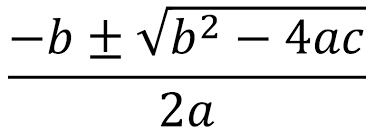 −b ± √b² − 4ac
2a